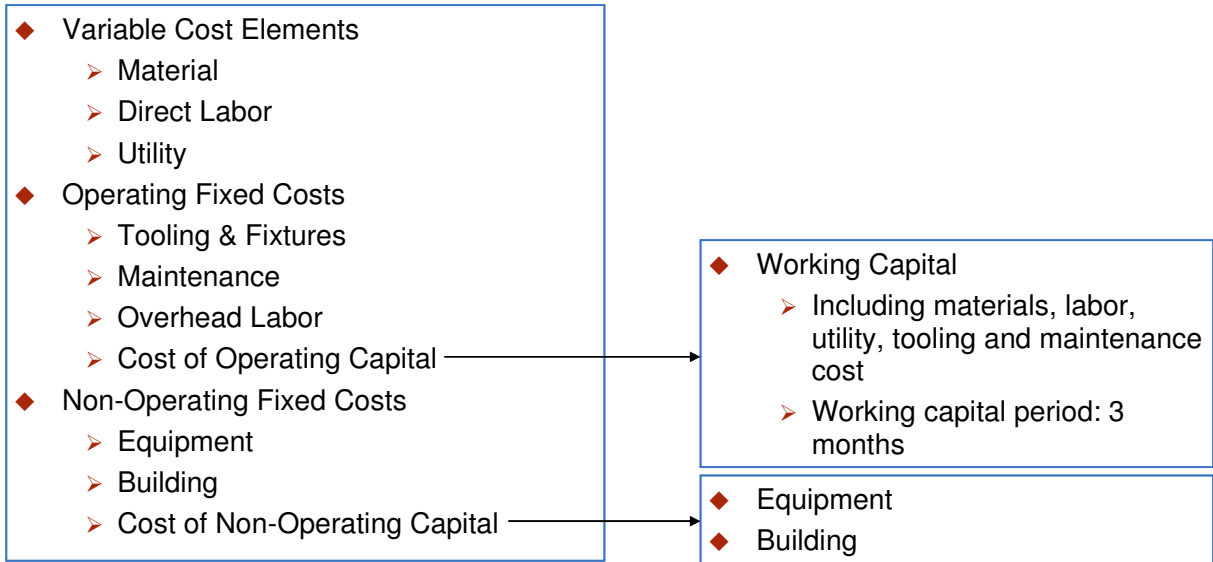 ◆ Variable Cost Elements
➢ Material
➢ Direct Labor
➢ Utility
◆ Operating Fixed Costs
➢ Tooling & Fixtures
➢ Maintenance
➢ Overhead Labor
➢ Cost of Operating Capital
◆ Non-Operating Fixed Costs
➢ Equipment
➢ Building
➢ Cost of Non-Operating Capital
◆ Working Capital
➢ Including materials, labor,
utility, tooling and maintenance
cost
➢ Working capital period: 3
months
◆ Equipment
◆ Building